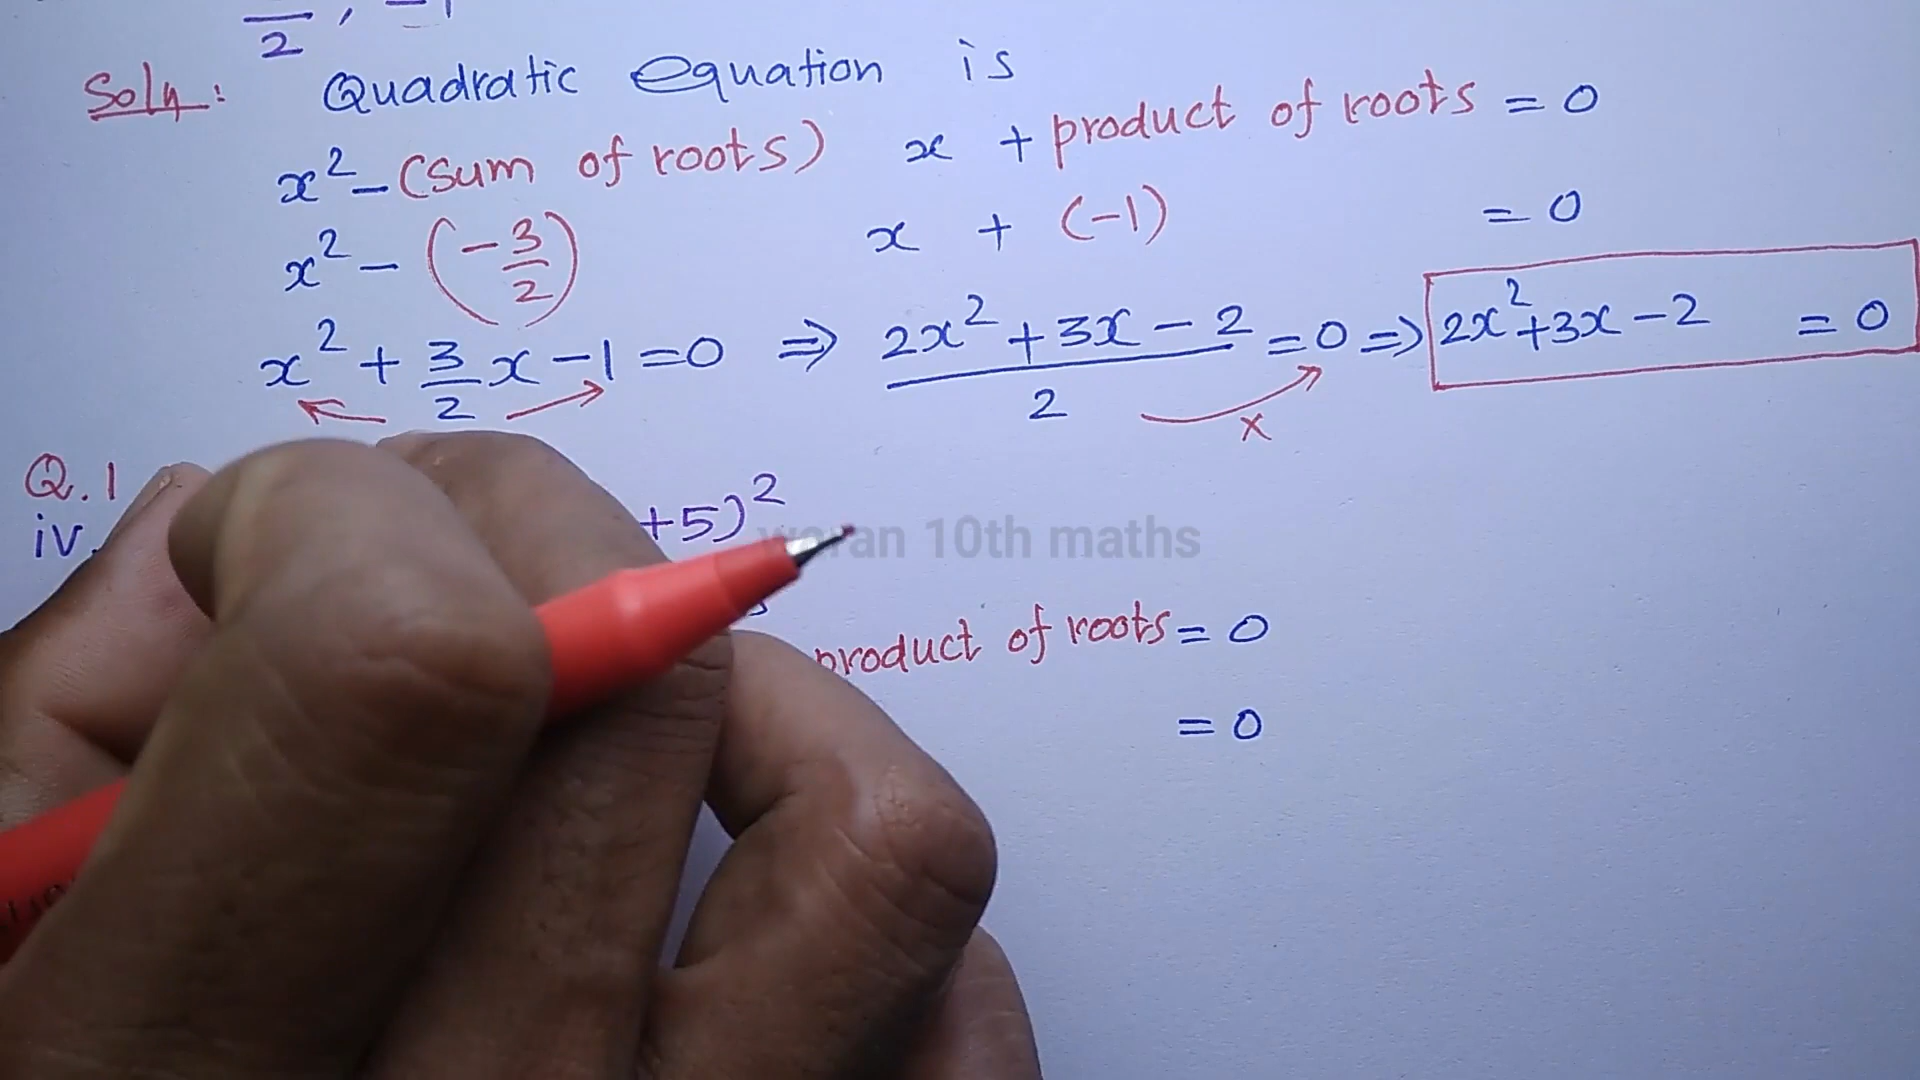 2 , -1
Soln: Quadratic equation is
x² - (sum of roots) x + product of roots = 0
x² - (-3/2) x + (-1) = 0
x² + 3/2 x - 1 = 0 ⇒ 2x² + 3x - 2 / 2 = 0 ⇒ 2x² + 3x - 2 = 0
x
Q.1
iv. +5)²
10th maths
product of roots = 0
= 0